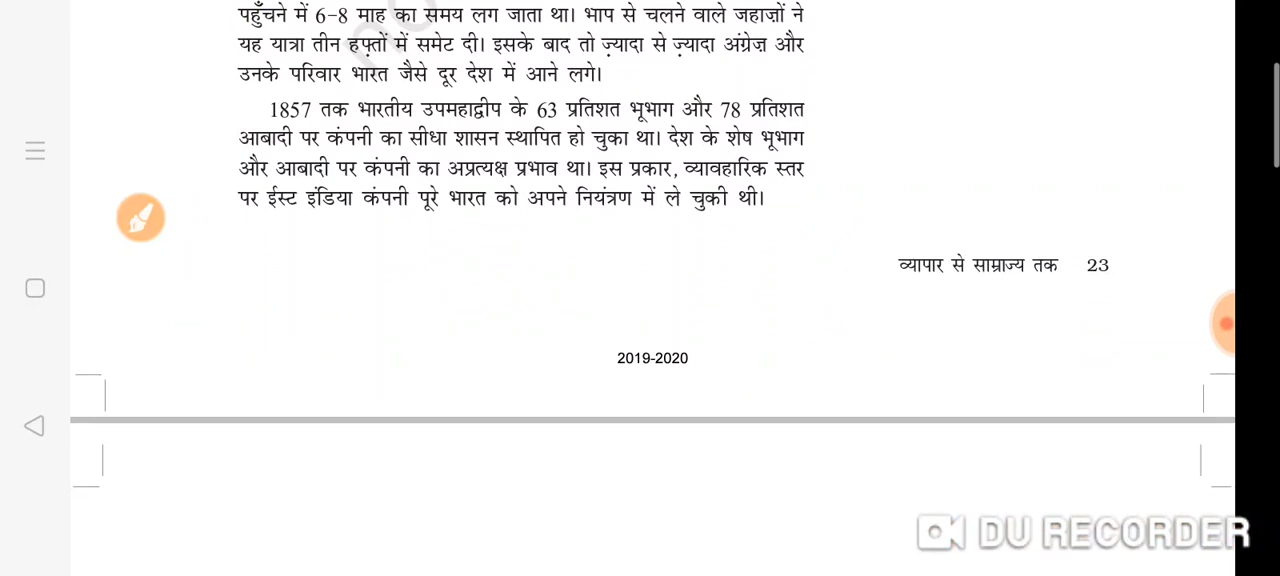 पहुँचने में 6-8 माह का समय लग जाता था। भाप से चलने वाले जहाज़ों ने
यह यात्रा तीन हफ़्तों में समेट दी। इसके बाद तो ज़्यादा से ज़्यादा अंग्रेज़ और
उनके परिवार भारत जैसे दूर देश में आने लगे।
1857 तक भारतीय उपमहाद्वीप के 63 प्रतिशत भूभाग और 78 प्रतिशत
आबादी पर कंपनी का सीधा शासन स्थापित हो चुका था। देश के शेष भूभाग
और आबादी पर कंपनी का अप्रत्यक्ष प्रभाव था। इस प्रकार, व्यावहारिक स्तर
पर ईस्ट इंडिया कंपनी पूरे भारत को अपने नियंत्रण में ले चुकी थी।
व्यापार से साम्राज्य तक 23
2019-2020
DU RECORDER